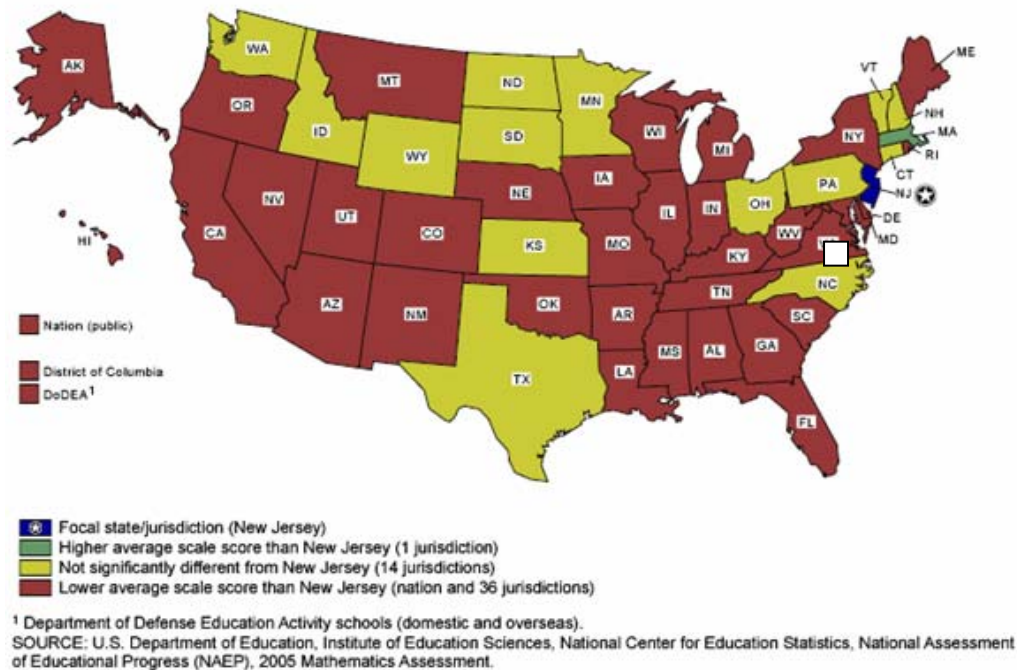 AK
WA
MT
ND
MN
VT
ME
OR
ID
SD
WI
NY
NH
MA
WY
MI
RI
CT
NE
IA
PA
NJ
NV
UT
CO
IL
IN
OH
DE
MD
HI
CA
KS
MO
WV
KY
NC
AZ
NM
OK
AR
TN
SC
MS
AL
GA
TX
LA
FL
Nation (public)
District of Columbia
DoDEA¹
Focal state/jurisdiction (New Jersey)
Higher average scale score than New Jersey (1 jurisdiction)
Not significantly different from New Jersey (14 jurisdictions)
Lower average scale score than New Jersey (nation and 36 jurisdictions)
¹ Department of Defense Education Activity schools (domestic and overseas).
SOURCE: U.S. Department of Education, Institute of Education Sciences, National Center for Education Statistics, National Assessment
of Educational Progress (NAEP), 2005 Mathematics Assessment.